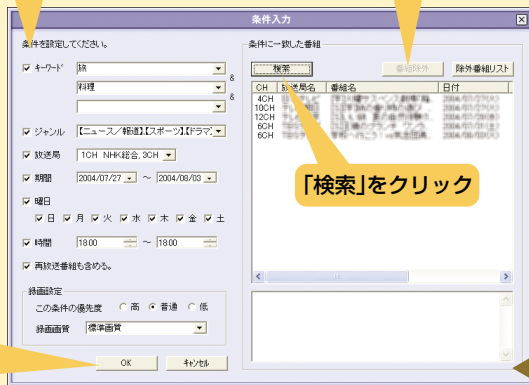 条件入力
条件を設定してください。
キーワード 旅 &
料理 &
ジャンル 【ニュース／報道】【スポーツ】【ドラマ】
放送局 1CH NHK総合, 3CH
期間 2004/07/27 ～ 2004/08/03
曜日
日 月 火 水 木 金 土
時間 18:00 ～ 18:00
再放送番組も含める。
録画設定
この条件の優先度 高 普通 低
録画画質 標準画質
OK キャンセル
条件に一致した番組
検索 番組除外 除外番組リスト
CH 放送局名 番組名 日付
4CH
10CH
12CH
6CH
6CH
「検索」をクリック